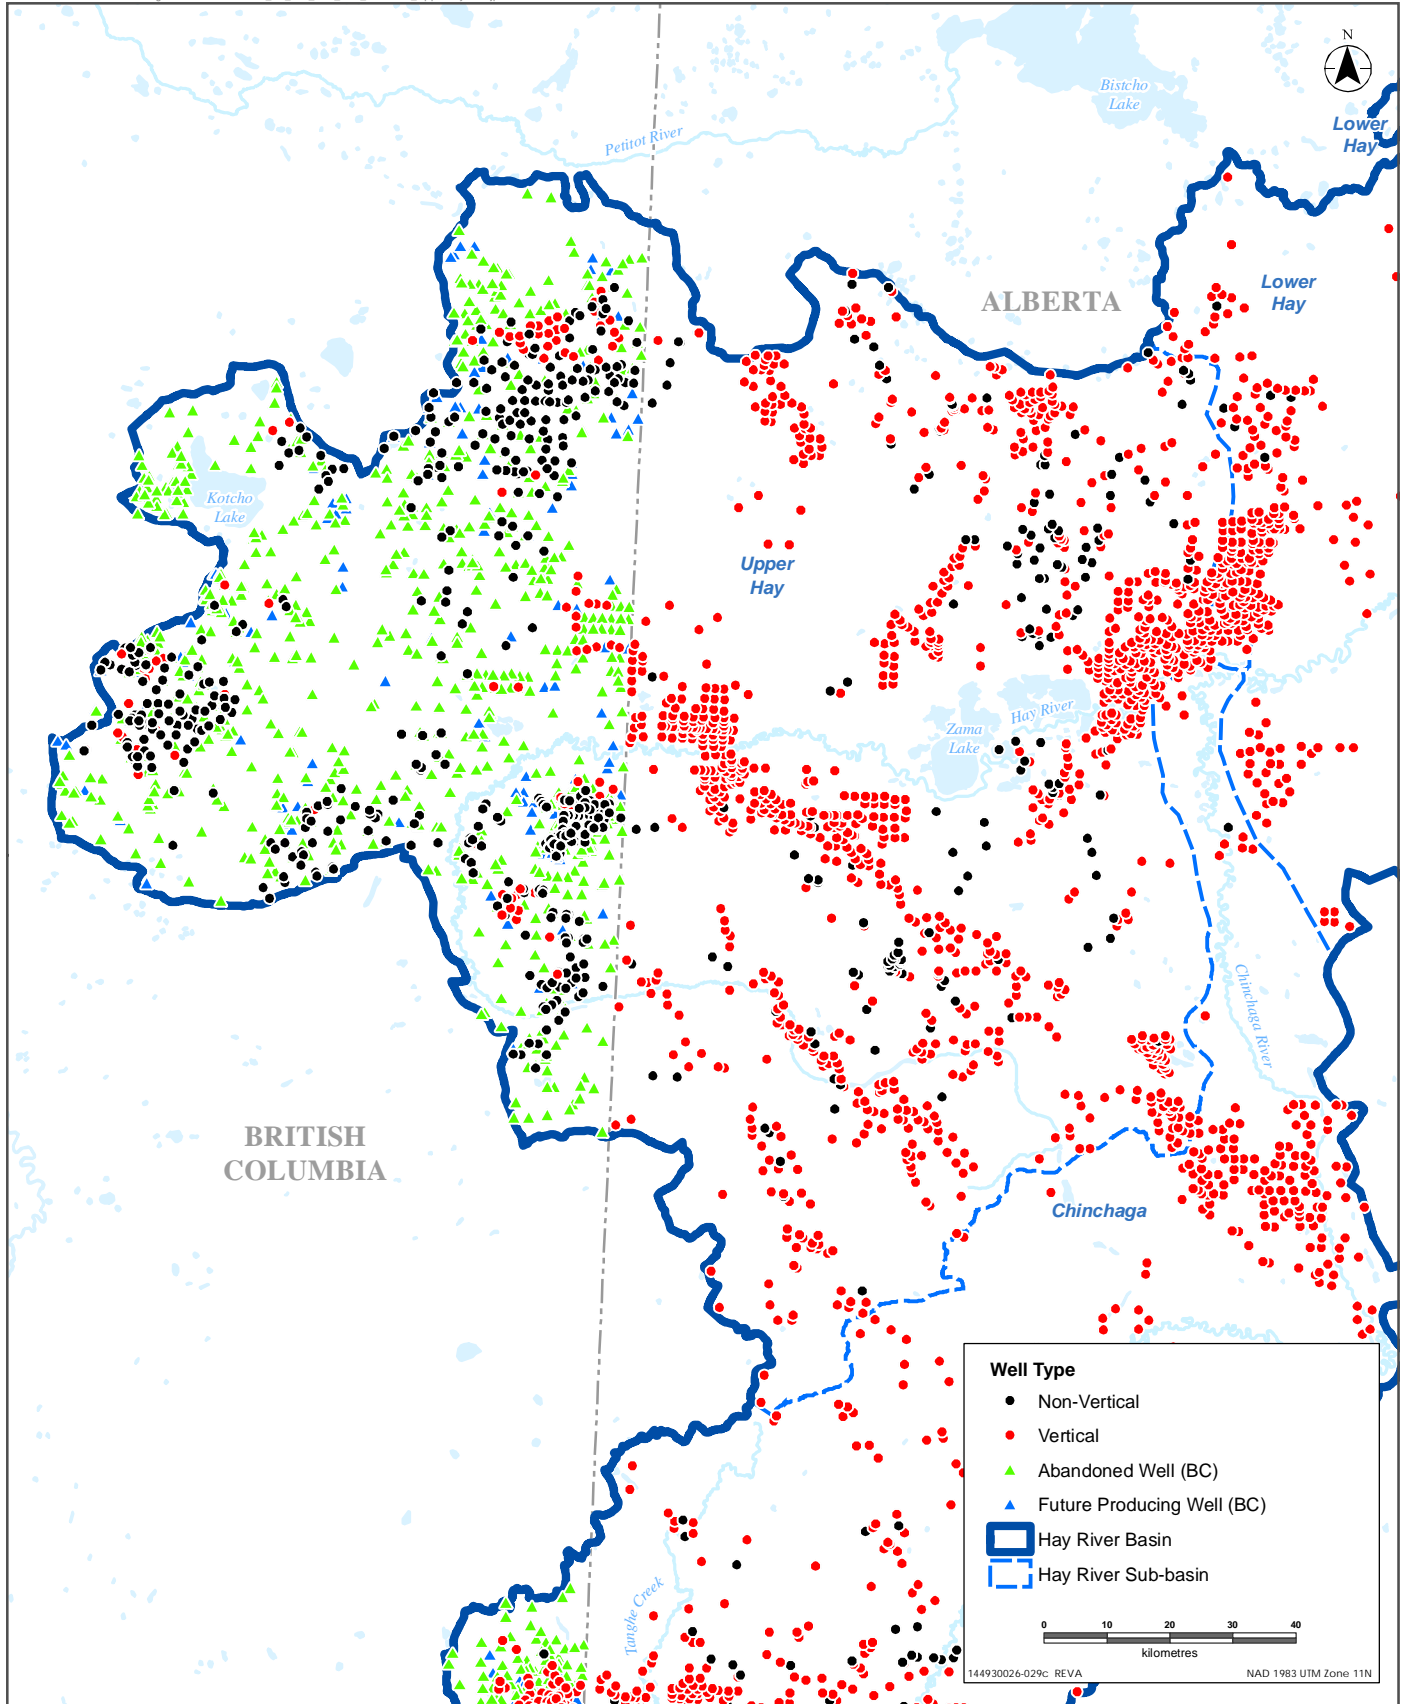 N
Bistcho
Lake
Lower
Hay
Petitot River
ALBERTA
Lower
Hay
Kotcho
Lake
Upper
Hay
Hay River
Zama
Lake
Chinchaga River
BRITISH
COLUMBIA
Chinchaga
Tanghe Creek
Well Type
Non-Vertical
Vertical
Abandoned Well (BC)
Future Producing Well (BC)
Hay River Basin
Hay River Sub-basin
0 10 20 30 40
kilometres
144930026-029c REVA
NAD 1983 UTM Zone 11N